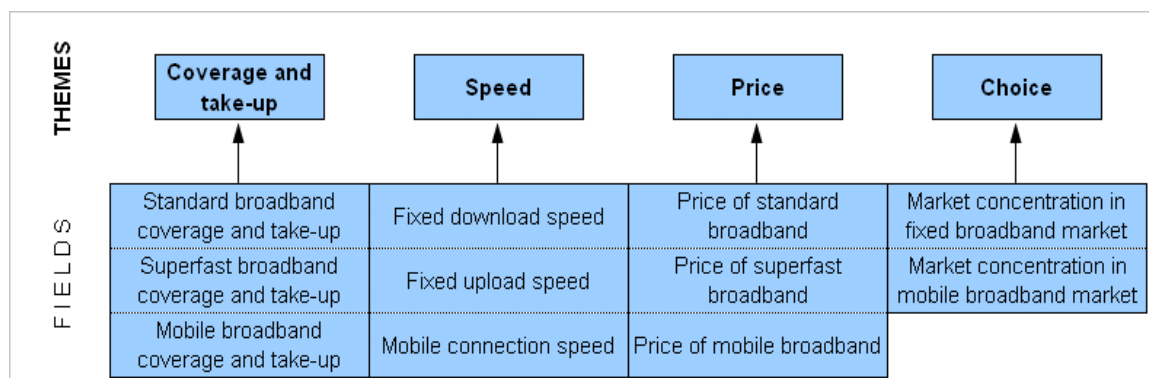 THEMES
Coverage and
take-up
Speed
Price
Choice
FIELDS
Standard broadband
coverage and take-up
Fixed download speed
Price of standard
broadband
Market concentration in
fixed broadband market
Superfast broadband
coverage and take-up
Fixed upload speed
Price of superfast
broadband
Market concentration in
mobile broadband market
Mobile broadband
coverage and take-up
Mobile connection speed
Price of mobile broadband